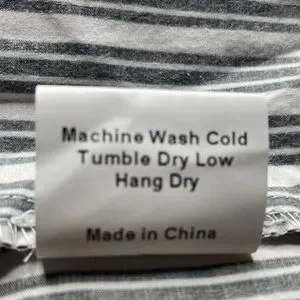 Machine Wash Cold
Tumble Dry Low
Hang Dry
Made in China